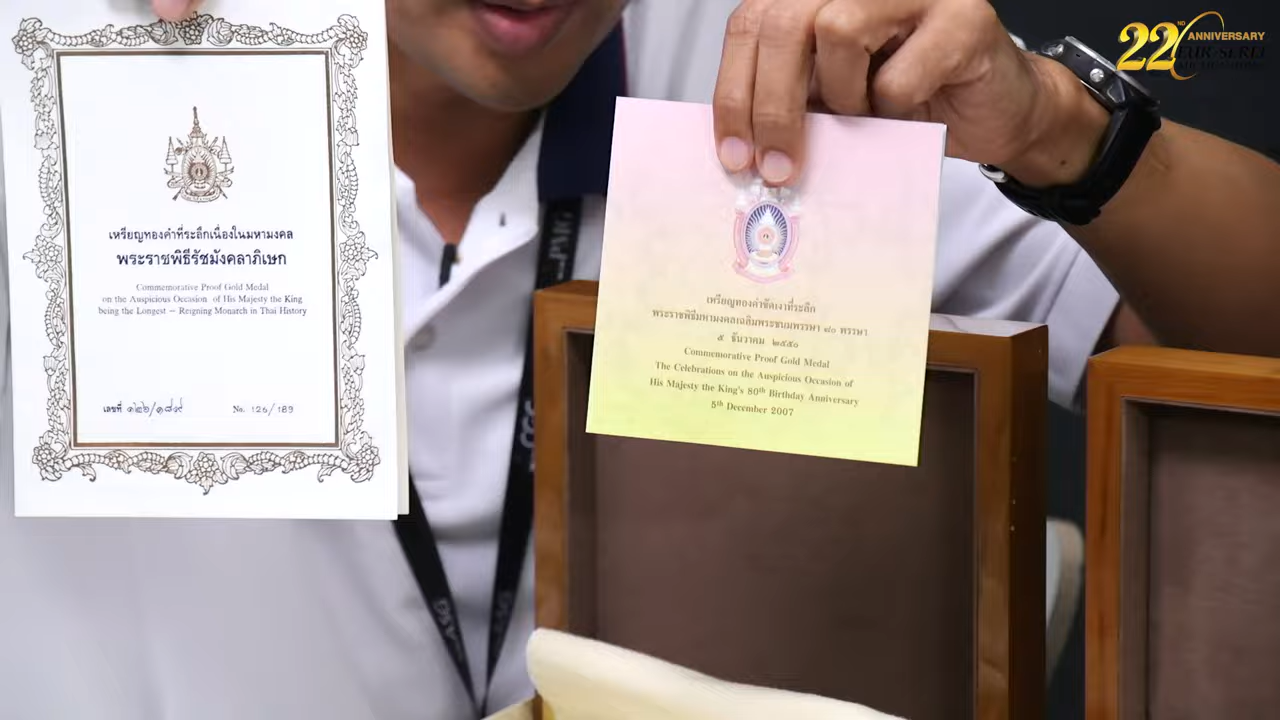 เหรียญทองคำที่ระลึกเนื่องในมหามงคล
พระราชพิธีรัชมังคลาภิเษก
Commemorative Proof Gold Medal
on the Auspicious Occasion of His Majesty the King
being the Longest – Reigning Monarch in Thai History
เลขที่ ๑๒๖/๑๘๙
No. 126/189
เหรียญทองคำขัดเงาที่ระลึก
พระราชพิธีมหามงคลเฉลิมพระชนมพรรษา ๘๐ พรรษา
๕ ธันวาคม ๒๕๕๐
Commemorative Proof Gold Medal
The Celebrations on the Auspicious Occasion of
His Majesty the King's 80th Birthday Anniversary
5th December 2007
22ND ANNIVERSARY